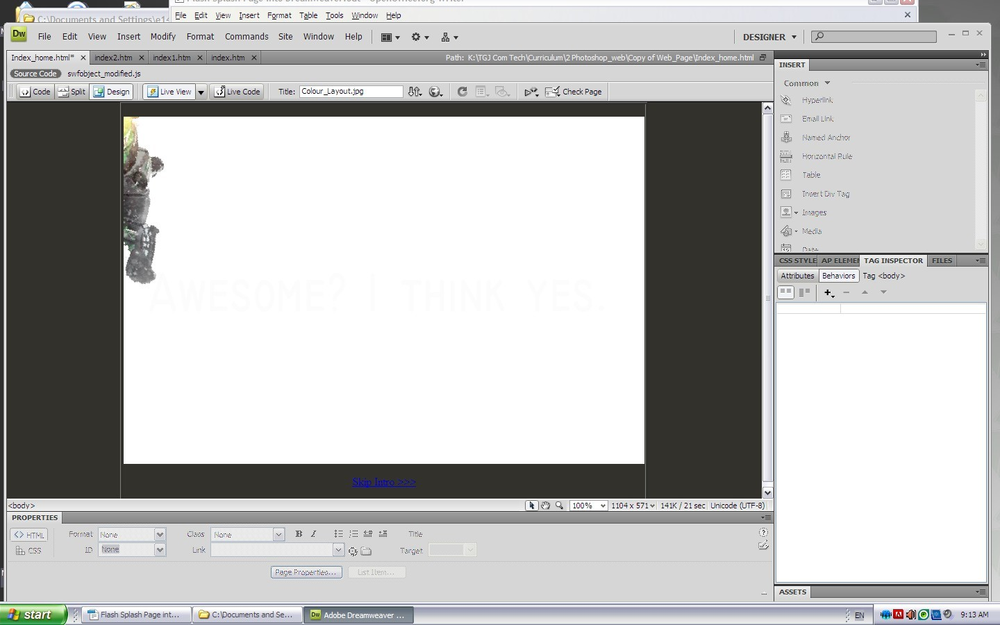 Flash Splash Page into Dreamweaver.odt - OpenOffice.org Writer
C:\Documents and Settings\e14
File Edit View Insert Format Table Tools Window Help
Dw File Edit View Insert Modify Format Commands Site Window Help DESIGNER
Index_home.html* index2.htm index1.htm index.htm Path: K:\TGJ Com Tech\Curriculum\2 Photoshop_web\Copy of Web_Page\Index_home.html
Source Code swfobject_modified.js
Code Split Design Live View Live Code Title: Colour_Layout.jpg Check Page
INSERT
Common
Hyperlink
Email Link
Named Anchor
Horizontal Rule
Table
Insert Div Tag
Images
Media
Date
Awesome? I think yes.
CSS STYLE AP ELEMEI TAG INSPECTOR FILES
Attributes Behaviors Tag <body>
Skip Intro >>>
<body> 100% 1104 x 571 141K / 21 sec Unicode (UTF-8)
PROPERTIES
HTML Format None Class None B I Title
CSS ID None Link Target
Page Properties... List Item...
ASSETS
start Flash Splash Page int... C:\Documents and Se... Dw Adobe Dreamweaver ... EN 9:13 AM